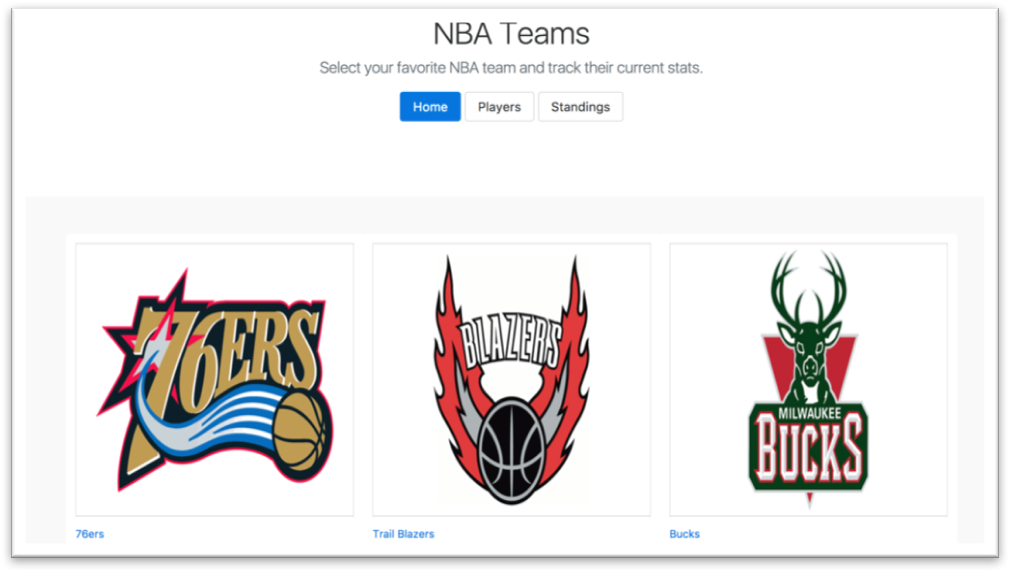 NBA Teams
Select your favorite NBA team and track their current stats.
Home Players Standings
76ERS
BLAZERS
MILWAUKEE
BUCKS
76ers
Trail Blazers
Bucks